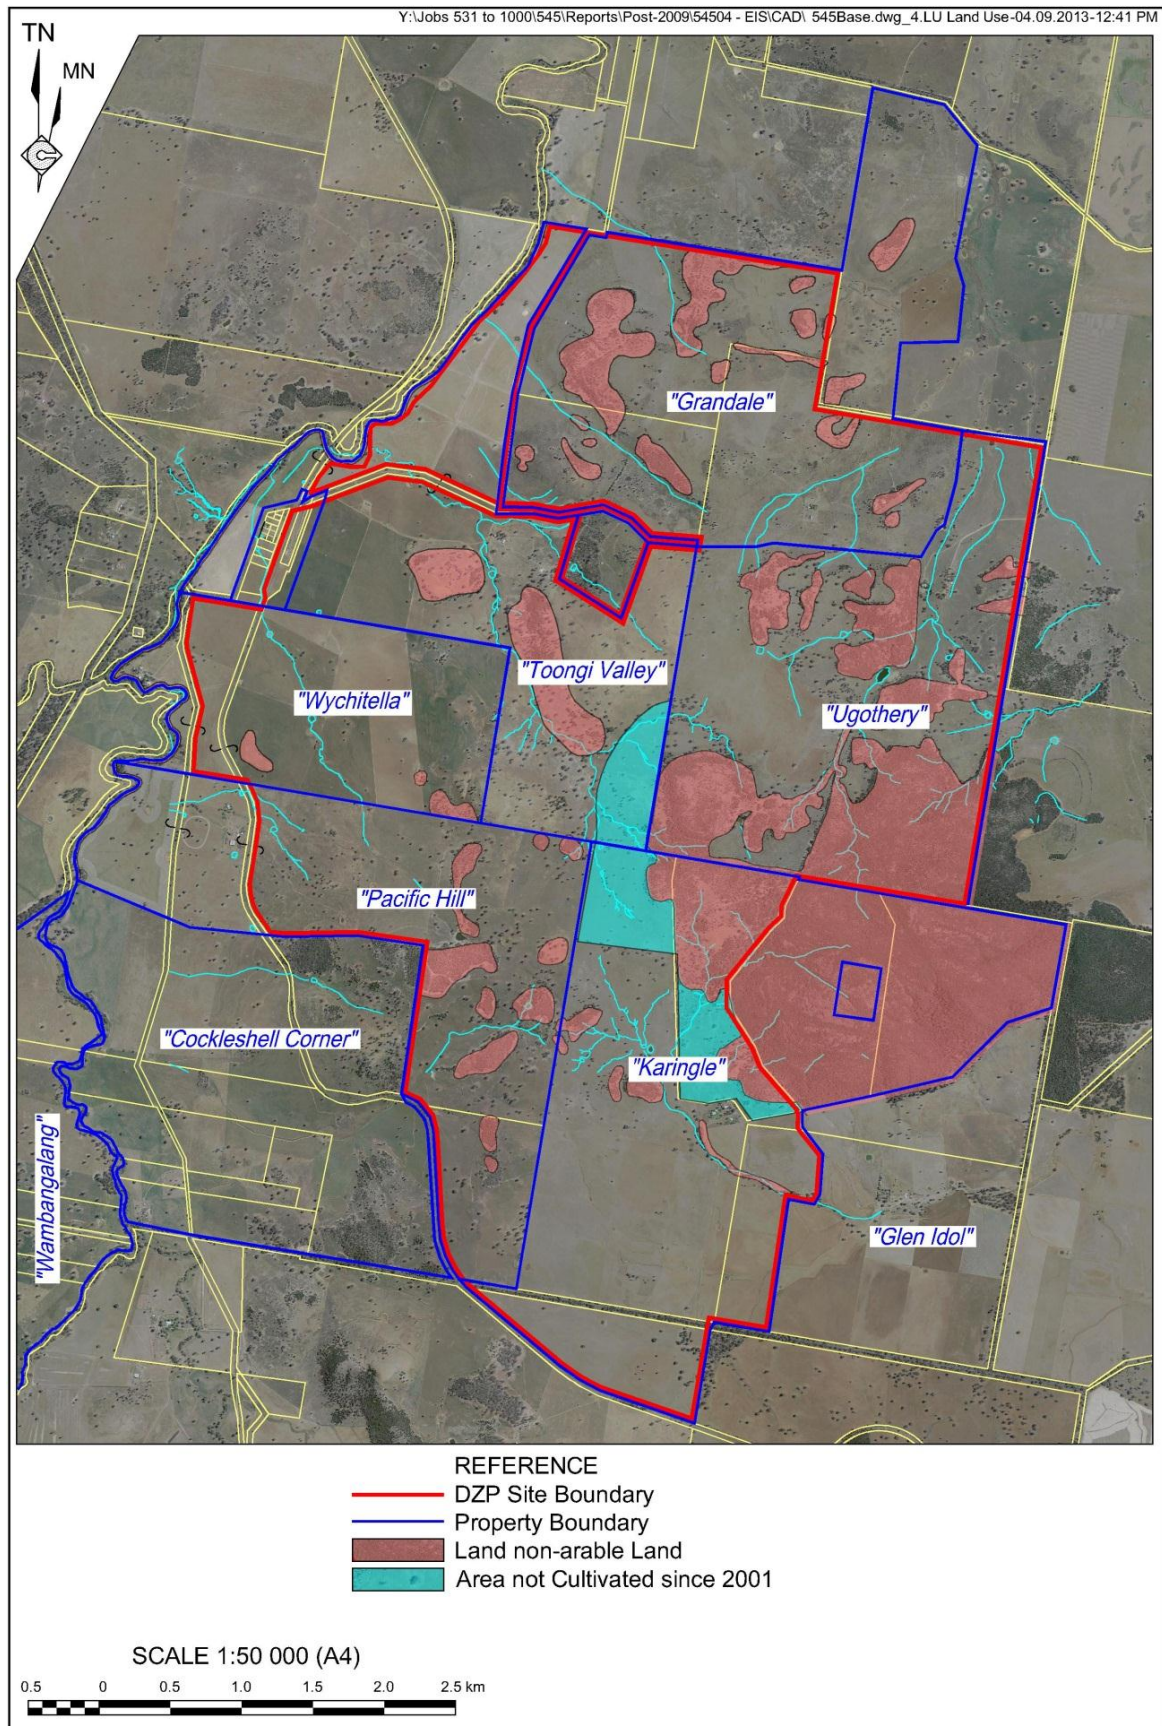 Y:\Jobs 531 to 1000\545\Reports\Post-2009\54504 - EIS\CAD\ 545Base.dwg_4.LU Land Use-04.09.2013-12:41 PM
TN
MN
"Grandale"
"Toongi Valley"
"Wychitella"
"Ugothery"
"Pacific Hill"
"Cockleshell Corner"
"Karingle"
"Wambangalang"
"Glen Idol"
REFERENCE
DZP Site Boundary
Property Boundary
Land non-arable Land
Area not Cultivated since 2001
SCALE 1:50 000 (A4)
0.5 0 0.5 1.0 1.5 2.0 2.5 km